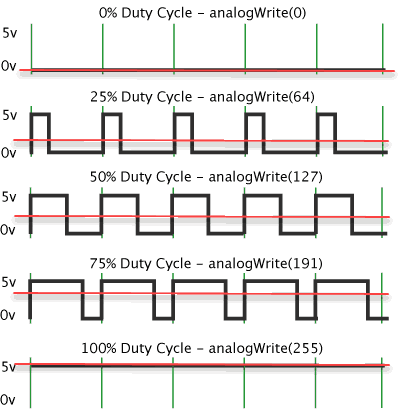 0% Duty Cycle – analogWrite(0)
5v
0v
25% Duty Cycle – analogWrite(64)
5v
0v
50% Duty Cycle – analogWrite(127)
5v
0v
75% Duty Cycle – analogWrite(191)
5v
0v
100% Duty Cycle – analogWrite(255)
5v
0v